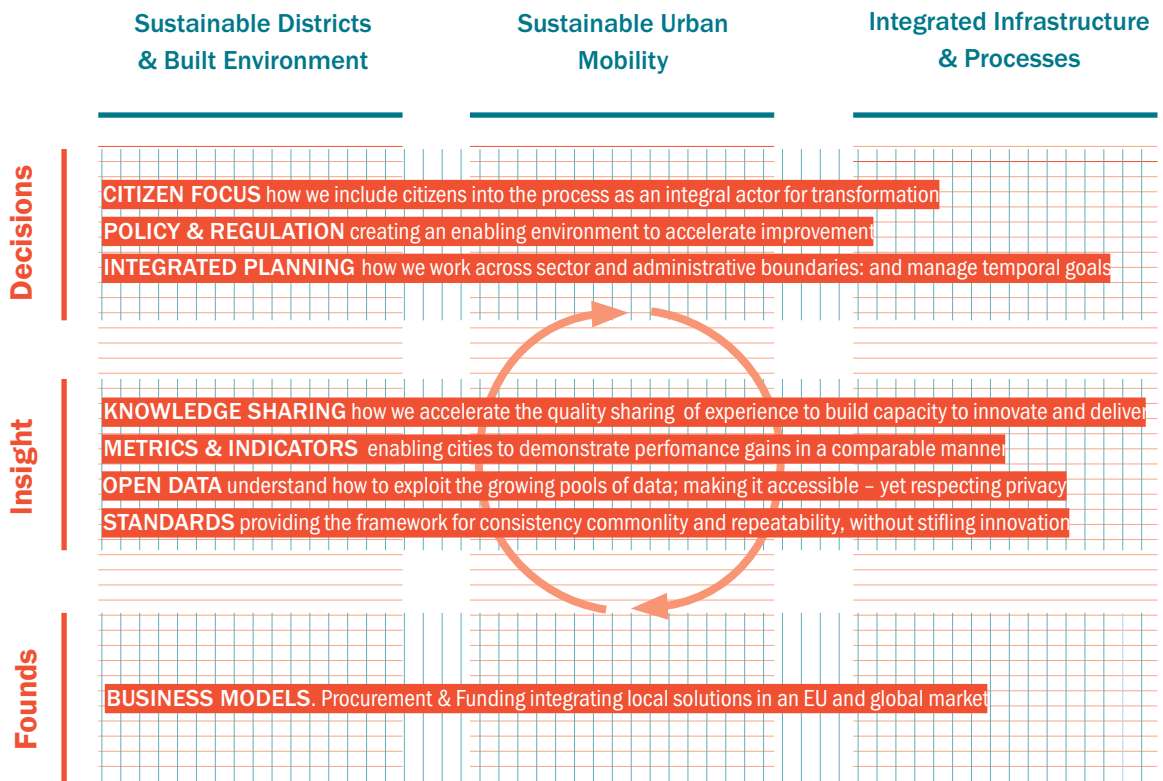 Sustainable Districts
& Built Environment
Sustainable Urban
Mobility
Integrated Infrastructure
& Processes
Decisions
CITIZEN FOCUS how we include citizens into the process as an integral actor for transformation
POLICY & REGULATION creating an enabling environment to accelerate improvement
INTEGRATED PLANNING how we work across sector and administrative boundaries: and manage temporal goals
Insight
KNOWLEDGE SHARING how we accelerate the quality sharing of experience to build capacity to innovate and deliver
METRICS & INDICATORS enabling cities to demonstrate perfomance gains in a comparable manner
OPEN DATA understand how to exploit the growing pools of data; making it accessible – yet respecting privacy
STANDARDS providing the framework for consistency commonlity and repeatability, without stifling innovation
Founds
BUSINESS MODELS. Procurement & Funding integrating local solutions in an EU and global market